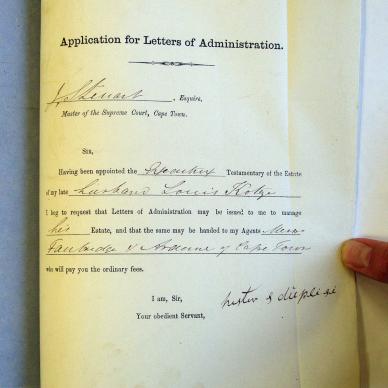 Application for Letters of Administration.
J. Steuart , Esquire,
Master of the Supreme Court, Cape Town.
Sir,
Having been appointed the Executrix Testamentary of the Estate
of my late husband Louis Kotze
I beg to request that Letters of Administration may be issued to me to manage
his Estate, and that the same may be handed to my Agents Messrs
Fairbridge & Arderne of Cape Town
who will pay you the ordinary fees.
I am, Sir,
Your obedient Servant,